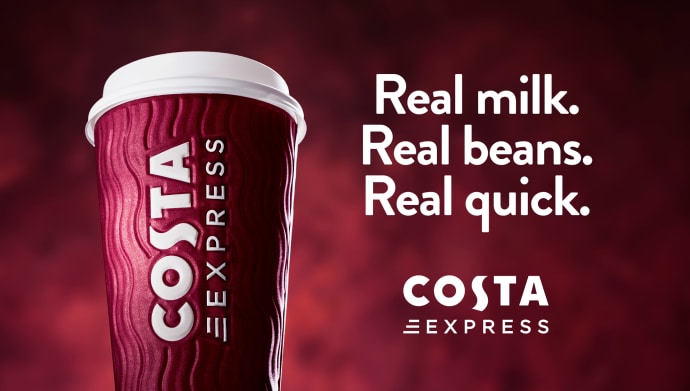 COSTA
EXPRESS
Real milk.
Real beans.
Real quick.
COSTA
EXPRESS